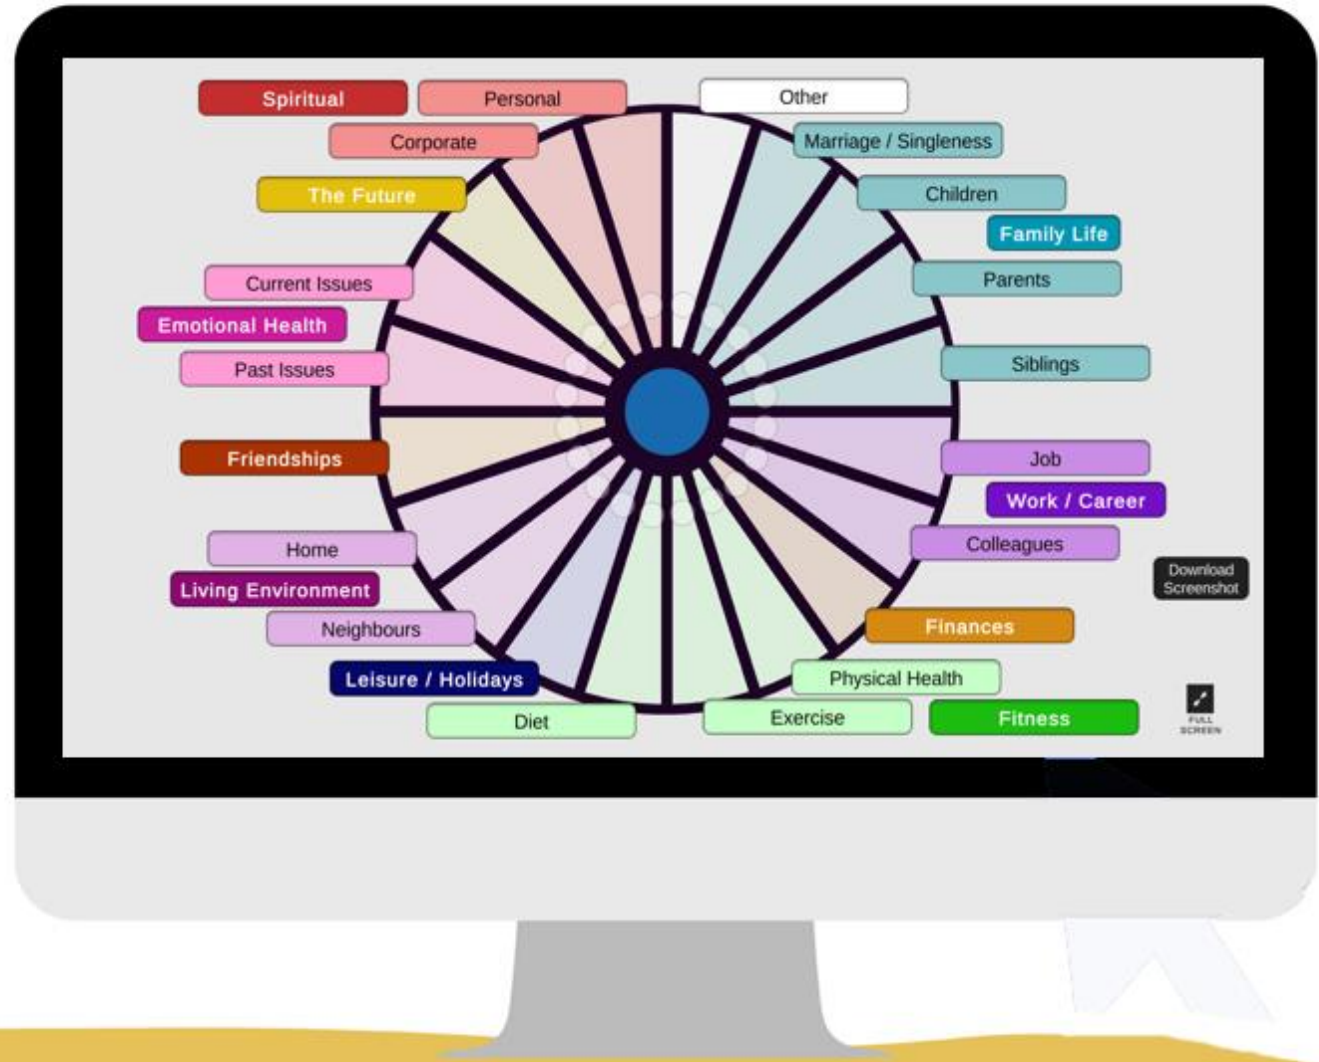 Spiritual
Personal
Other
Corporate
Marriage / Singleness
The Future
Children
Family Life
Current Issues
Parents
Emotional Health
Past Issues
Siblings
Friendships
Job
Work / Career
Home
Colleagues
Living Environment
Download
Screenshot
Neighbours
Finances
Leisure / Holidays
Physical Health
Diet
Exercise
Fitness
FULL
SCREEN